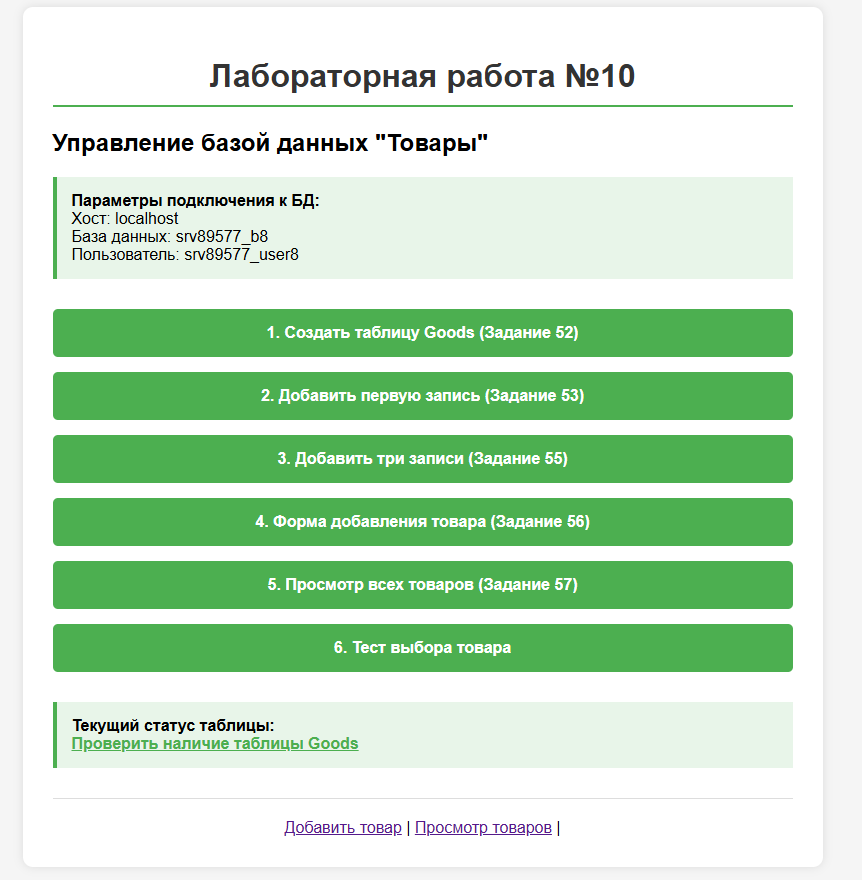 Лабораторная работа №10
Управление базой данных "Товары"
Параметры подключения к БД:
Хост: localhost
База данных: srv89577_b8
Пользователь: srv89577_user8
1. Создать таблицу Goods (Задание 52)
2. Добавить первую запись (Задание 53)
3. Добавить три записи (Задание 55)
4. Форма добавления товара (Задание 56)
5. Просмотр всех товаров (Задание 57)
6. Тест выбора товара
Текущий статус таблицы:
Проверить наличие таблицы Goods
Добавить товар | Просмотр товаров |